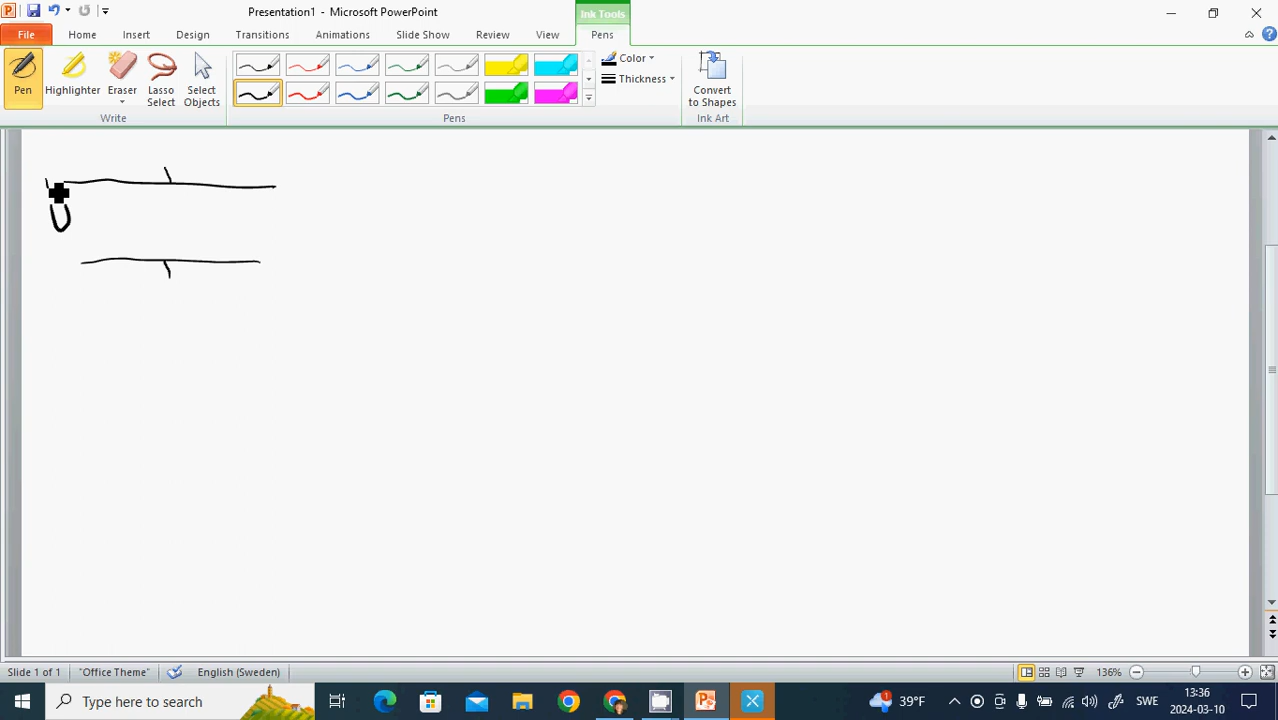 Presentation1 - Microsoft PowerPoint
Ink Tools
File Home Insert Design Transitions Animations Slide Show Review View Pens
Pen Highlighter Eraser Lasso Select Select Objects
Color
Thickness
Convert to Shapes
Write Pens Ink Art
Slide 1 of 1 "Office Theme" English (Sweden) 136%
Type here to search 1 39°F SWE 13:36
2024-03-10